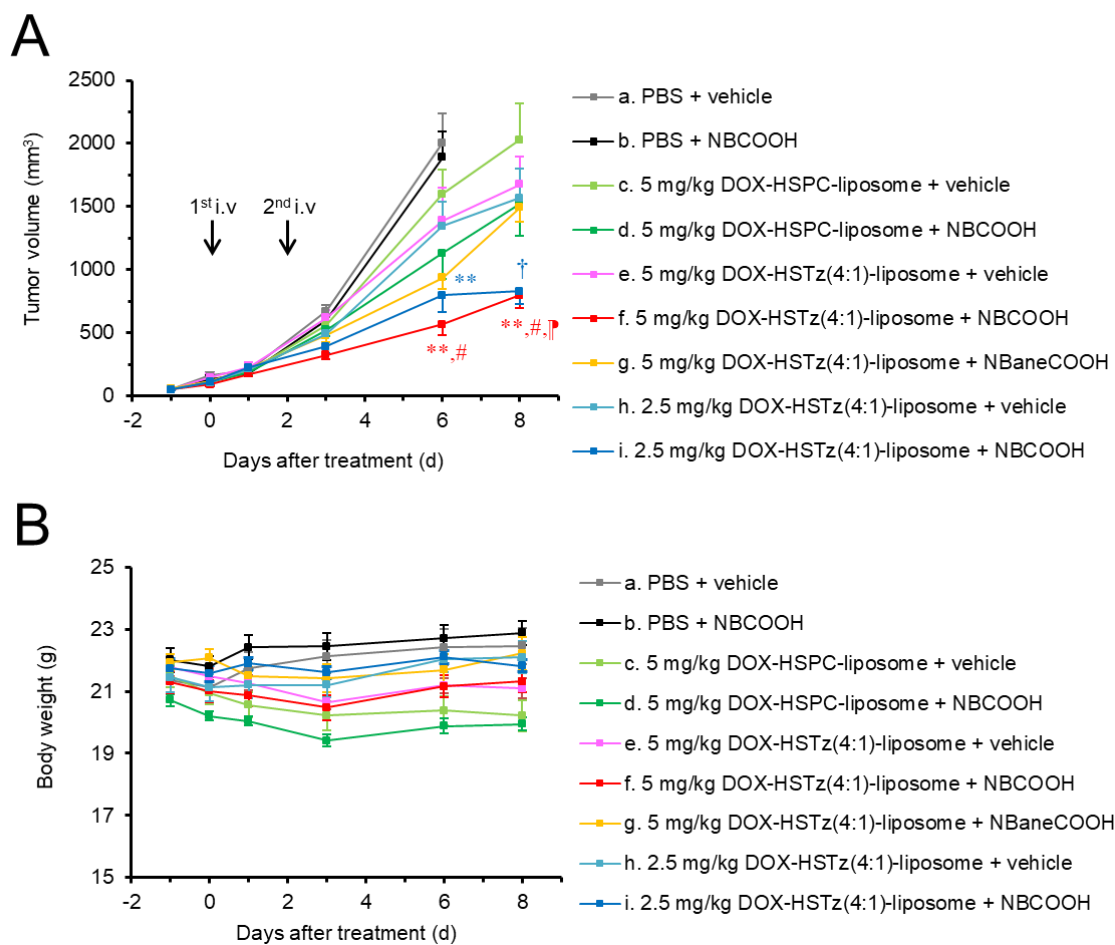 A
2500
2000
1500
1000
500
0
-2
0
2
4
6
8
Tumor volume (mm³)
Days after treatment (d)
1ˢᵗ i.v
2ⁿᵈ i.v
**
†
**,#
**,#,¶
a. PBS + vehicle
b. PBS + NBCOOH
c. 5 mg/kg DOX-HSPC-liposome + vehicle
d. 5 mg/kg DOX-HSPC-liposome + NBCOOH
e. 5 mg/kg DOX-HSTz(4:1)-liposome + vehicle
f. 5 mg/kg DOX-HSTz(4:1)-liposome + NBCOOH
g. 5 mg/kg DOX-HSTz(4:1)-liposome + NBaneCOOH
h. 2.5 mg/kg DOX-HSTz(4:1)-liposome + vehicle
i. 2.5 mg/kg DOX-HSTz(4:1)-liposome + NBCOOH
B
25
23
21
19
17
15
-2
0
2
4
6
8
Body weight (g)
Days after treatment (d)
a. PBS + vehicle
b. PBS + NBCOOH
c. 5 mg/kg DOX-HSPC-liposome + vehicle
d. 5 mg/kg DOX-HSPC-liposome + NBCOOH
e. 5 mg/kg DOX-HSTz(4:1)-liposome + vehicle
f. 5 mg/kg DOX-HSTz(4:1)-liposome + NBCOOH
g. 5 mg/kg DOX-HSTz(4:1)-liposome + NBaneCOOH
h. 2.5 mg/kg DOX-HSTz(4:1)-liposome + vehicle
i. 2.5 mg/kg DOX-HSTz(4:1)-liposome + NBCOOH